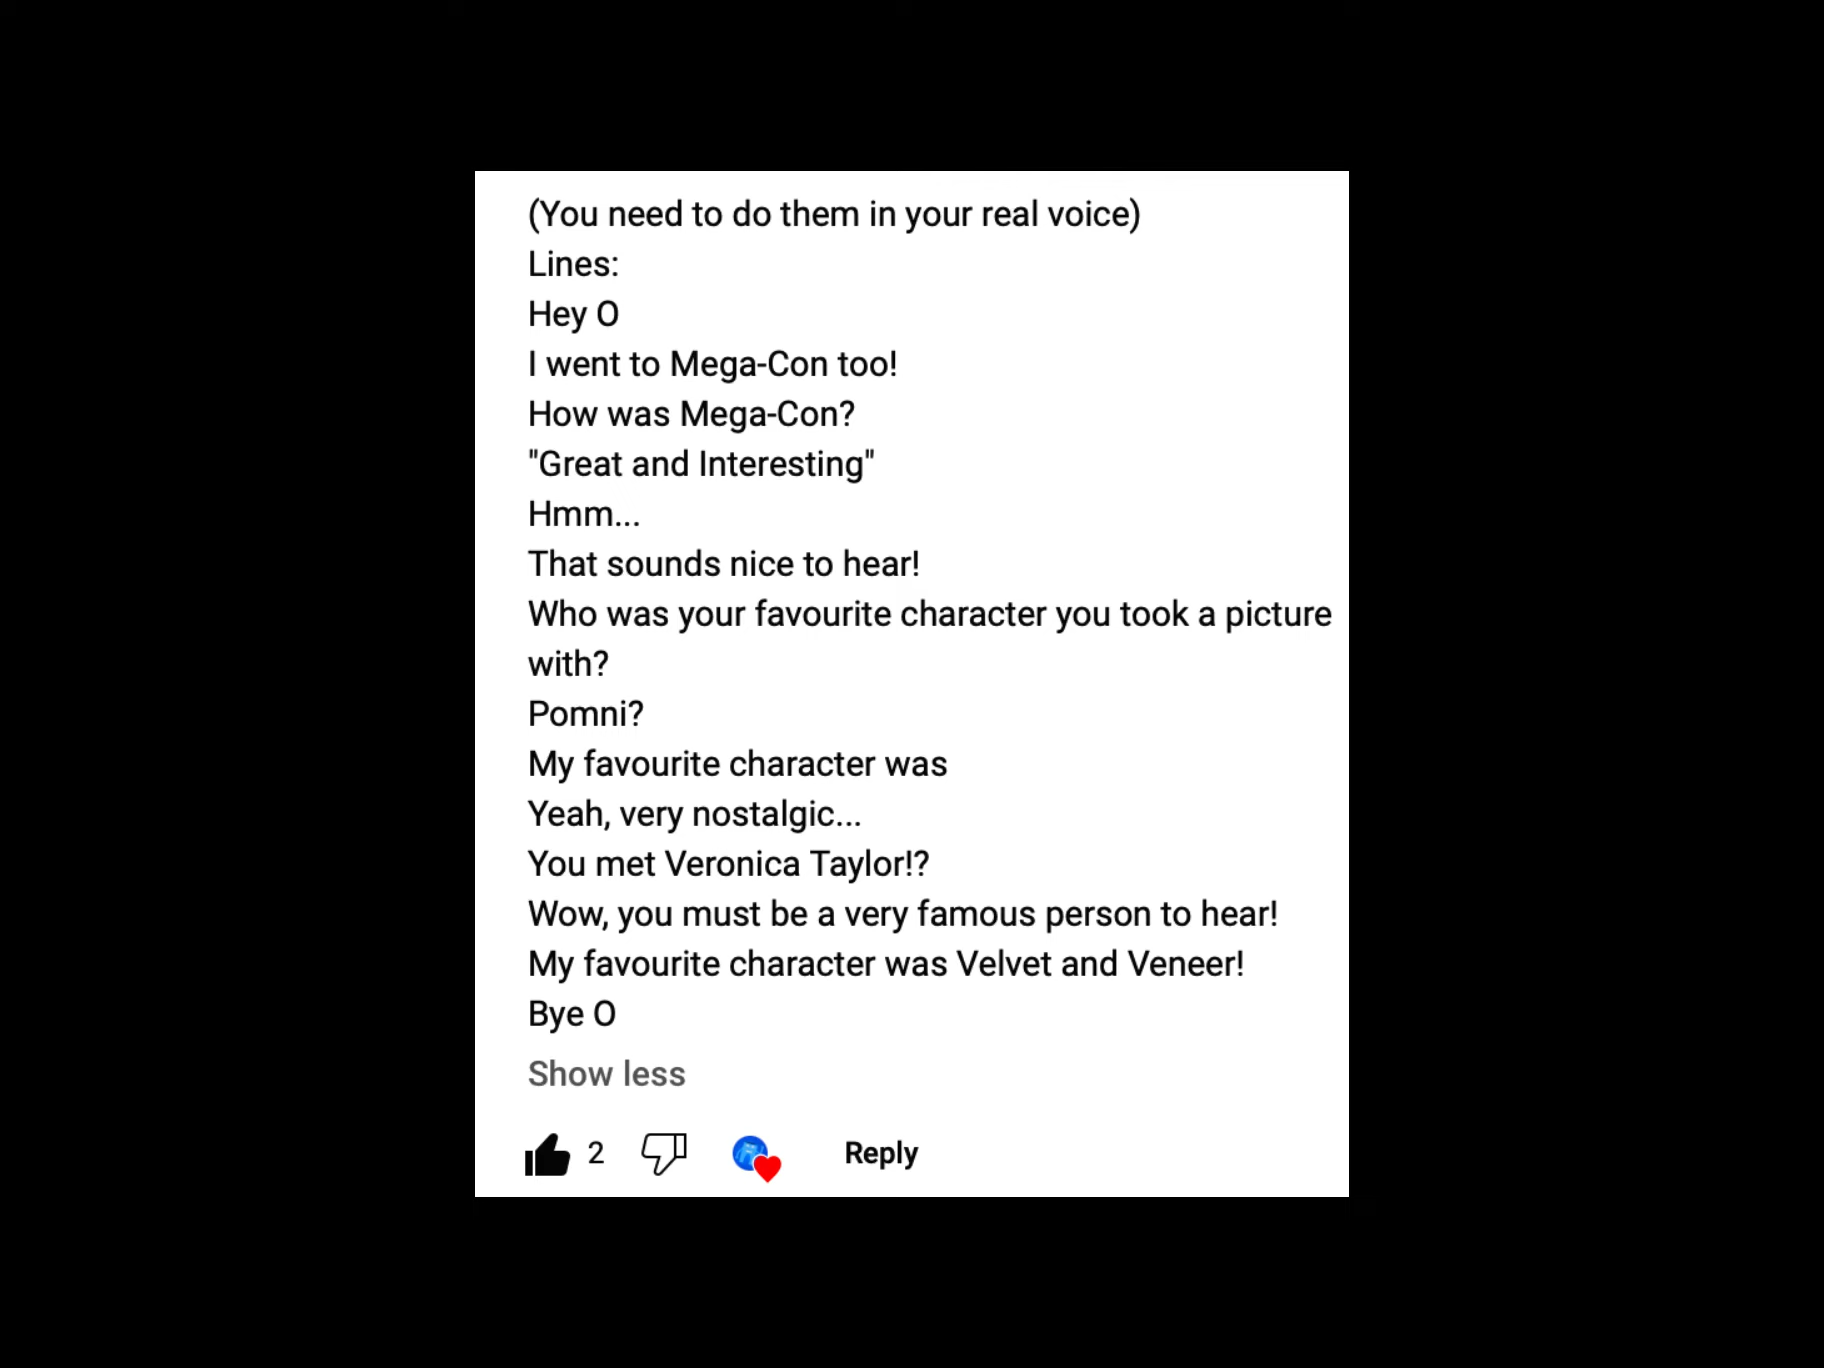 (You need to do them in your real voice)
Lines:
Hey O
I went to Mega-Con too!
How was Mega-Con?
"Great and Interesting"
Hmm...
That sounds nice to hear!
Who was your favourite character you took a picture
with?
Pomni?
My favourite character was
Yeah, very nostalgic...
You met Veronica Taylor!?
Wow, you must be a very famous person to hear!
My favourite character was Velvet and Veneer!
Bye O
Show less
2 Reply